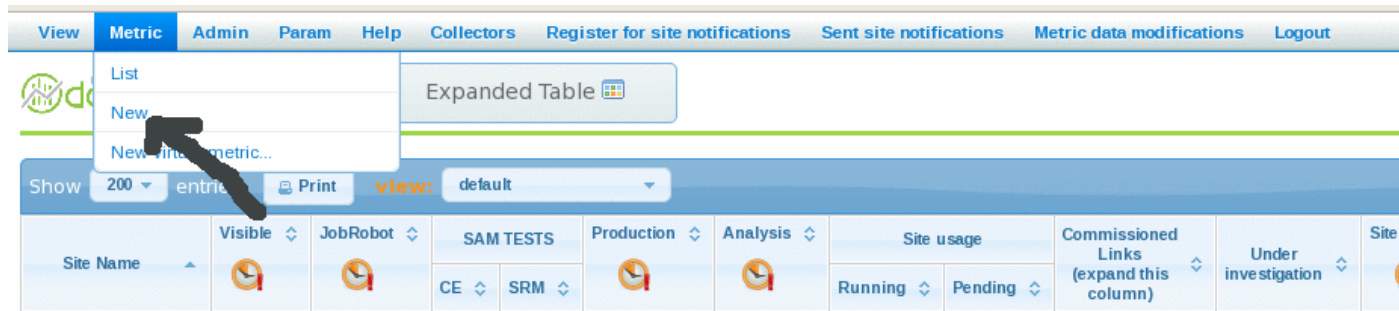 View Metric Admin Param Help Collectors Register for site notifications Sent site notifications Metric data modifications Logout
List
New
New metric...
Expanded Table
Show 200 Print view: default
Site Name
Visible
JobRobot
SAM TESTS
CE SRM
Production
Analysis
Site usage
Running Pending
Commissioned
Links
(expand this
column)
Under
investigation
Site